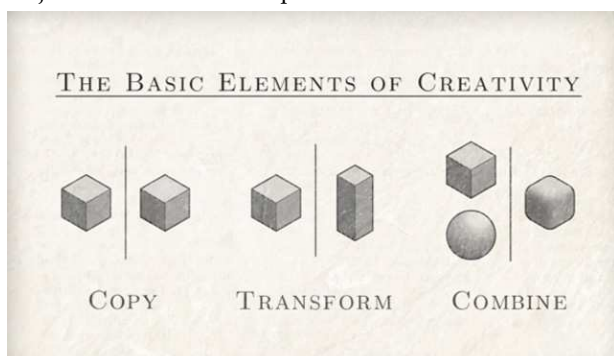 THE BASIC ELEMENTS OF CREATIVITY
COPY
TRANSFORM
COMBINE